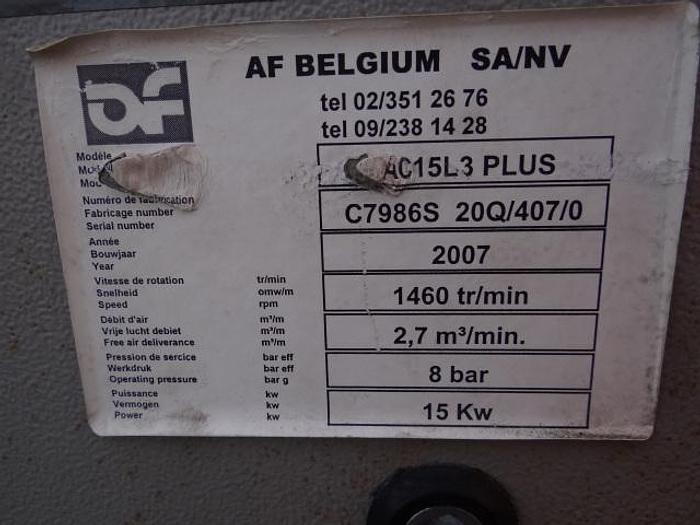 af
AF BELGIUM SA/NV
tel 02/351 26 76
tel 09/238 14 28
Modèle
AC15L3 PLUS
Numéro de fabrication
Fabricage number
Serial number
C7986S 20Q/407/0
Année
Bouwjaar
Year
2007
Vitesse de rotation tr/min
Snelheid omw/m
Speed rpm
1460 tr/min
Débit d'air m³/m
Vrije lucht debiet m³/m
Free air deliverance m³/m
2,7 m³/min.
Pression de sercice bar eff
Werkdruk bar eff
Operating pressure bar g
8 bar
Puissance kw
Vermogen kw
Power kw
15 Kw